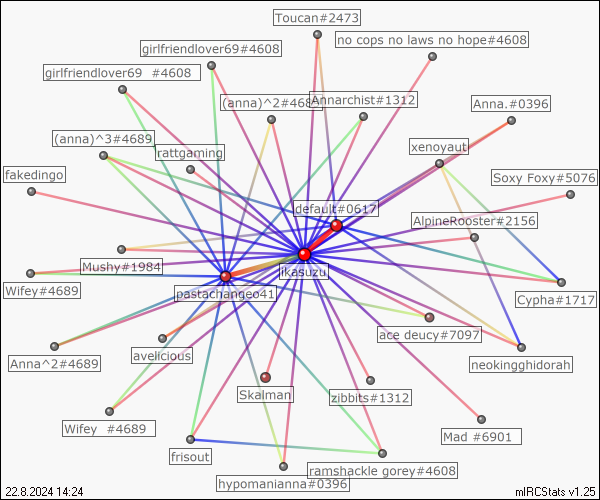 Toucan#2473
no cops no laws no hope#4608
girlfriendlover69#4608
girlfriendlover69 #4608
(anna)^2#4689
Annarchist#1312
Anna.#0396
(anna)^3#4689
rattgaming
xenoyaut
fakedingo
Soxy Foxy#5076
default#0617
AlpineRooster#2156
ikasuzu
Mushy#1984
Wifey#4689
pastachangeo41
Cypha#1717
ace deucy#7097
avelicious
Anna^2#4689
neokingghidorah
Skalman
zibbits#1312
Wifey #4689
Mad #6901
frisout
ramshackle gorey#4608
hypomanianna#0396
22.8.2024 14:24
mIRCStats v1.25